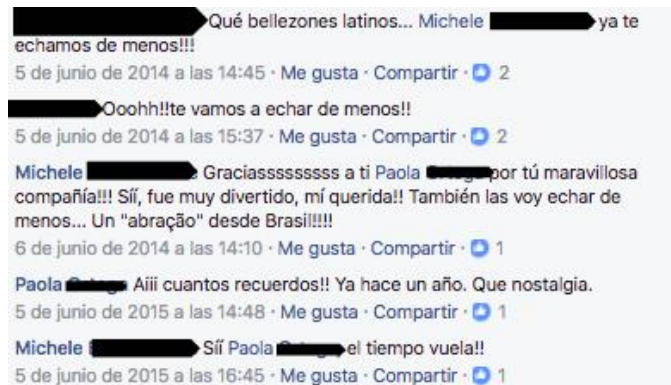 Qué bellezones latinos... Michele ya te
echamos de menos!!!
5 de junio de 2014 a las 14:45 · Me gusta · Compartir · 2
Ooohh!!te vamos a echar de menos!!
5 de junio de 2014 a las 15:37 · Me gusta · Compartir · 2
Michele Graciassssssssss a ti Paola por tú maravillosa
compañía!!! Síí, fue muy divertido, mí querida!! También las voy echar de
menos... Un "abração" desde Brasil!!!!
6 de junio de 2014 a las 14:10 · Me gusta · Compartir · 1
Paola Aiii cuantos recuerdos!! Ya hace un año. Que nostalgia.
5 de junio de 2015 a las 14:48 · Me gusta · Compartir · 1
Michele Síí Paola el tiempo vuela!!
5 de junio de 2015 a las 16:45 · Me gusta · Compartir · 1